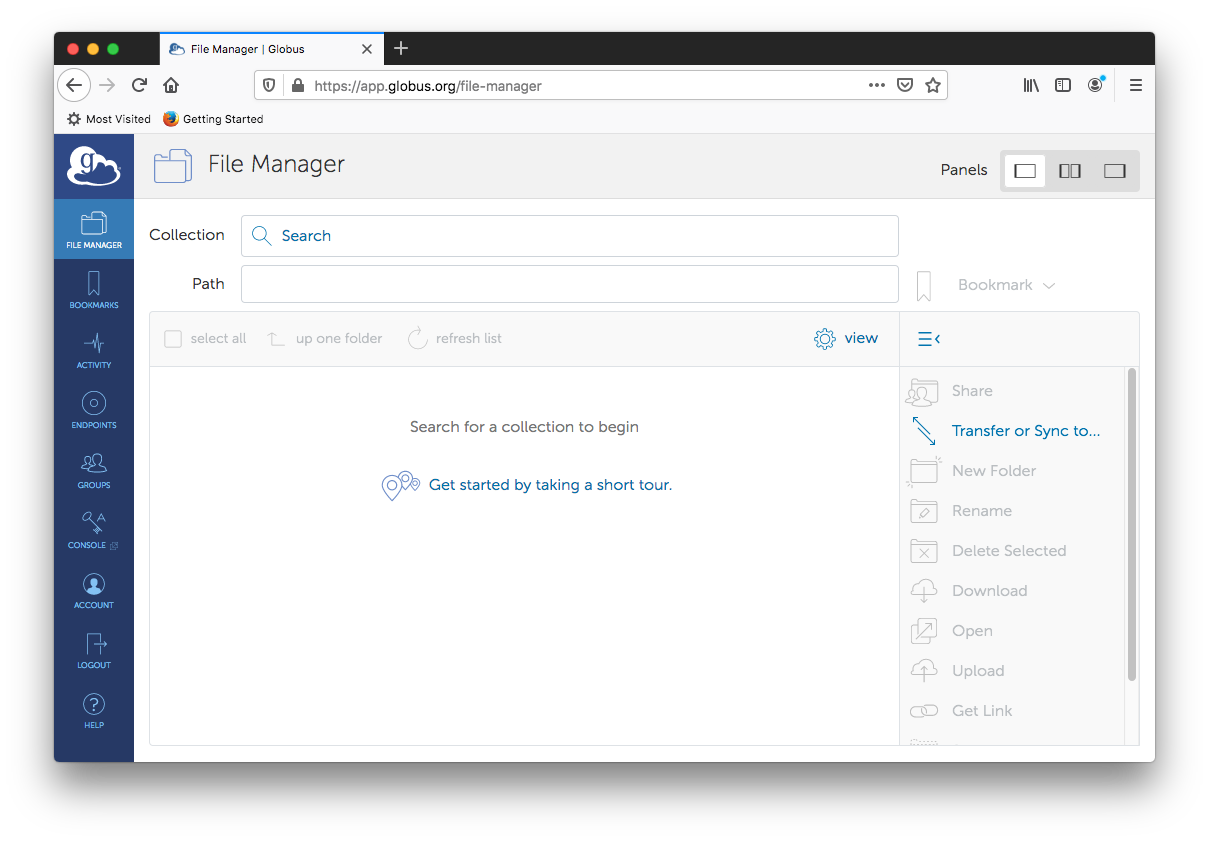 File Manager | Globus
https://app.globus.org/file-manager
Most Visited Getting Started
g
File Manager
Panels
FILE MANAGER
BOOKMARKS
ACTIVITY
ENDPOINTS
GROUPS
CONSOLE
ACCOUNT
LOGOUT
HELP
Collection Search
Path Bookmark
select all up one folder refresh list view
Search for a collection to begin
Get started by taking a short tour.
Share
Transfer or Sync to...
New Folder
Rename
Delete Selected
Download
Open
Upload
Get Link